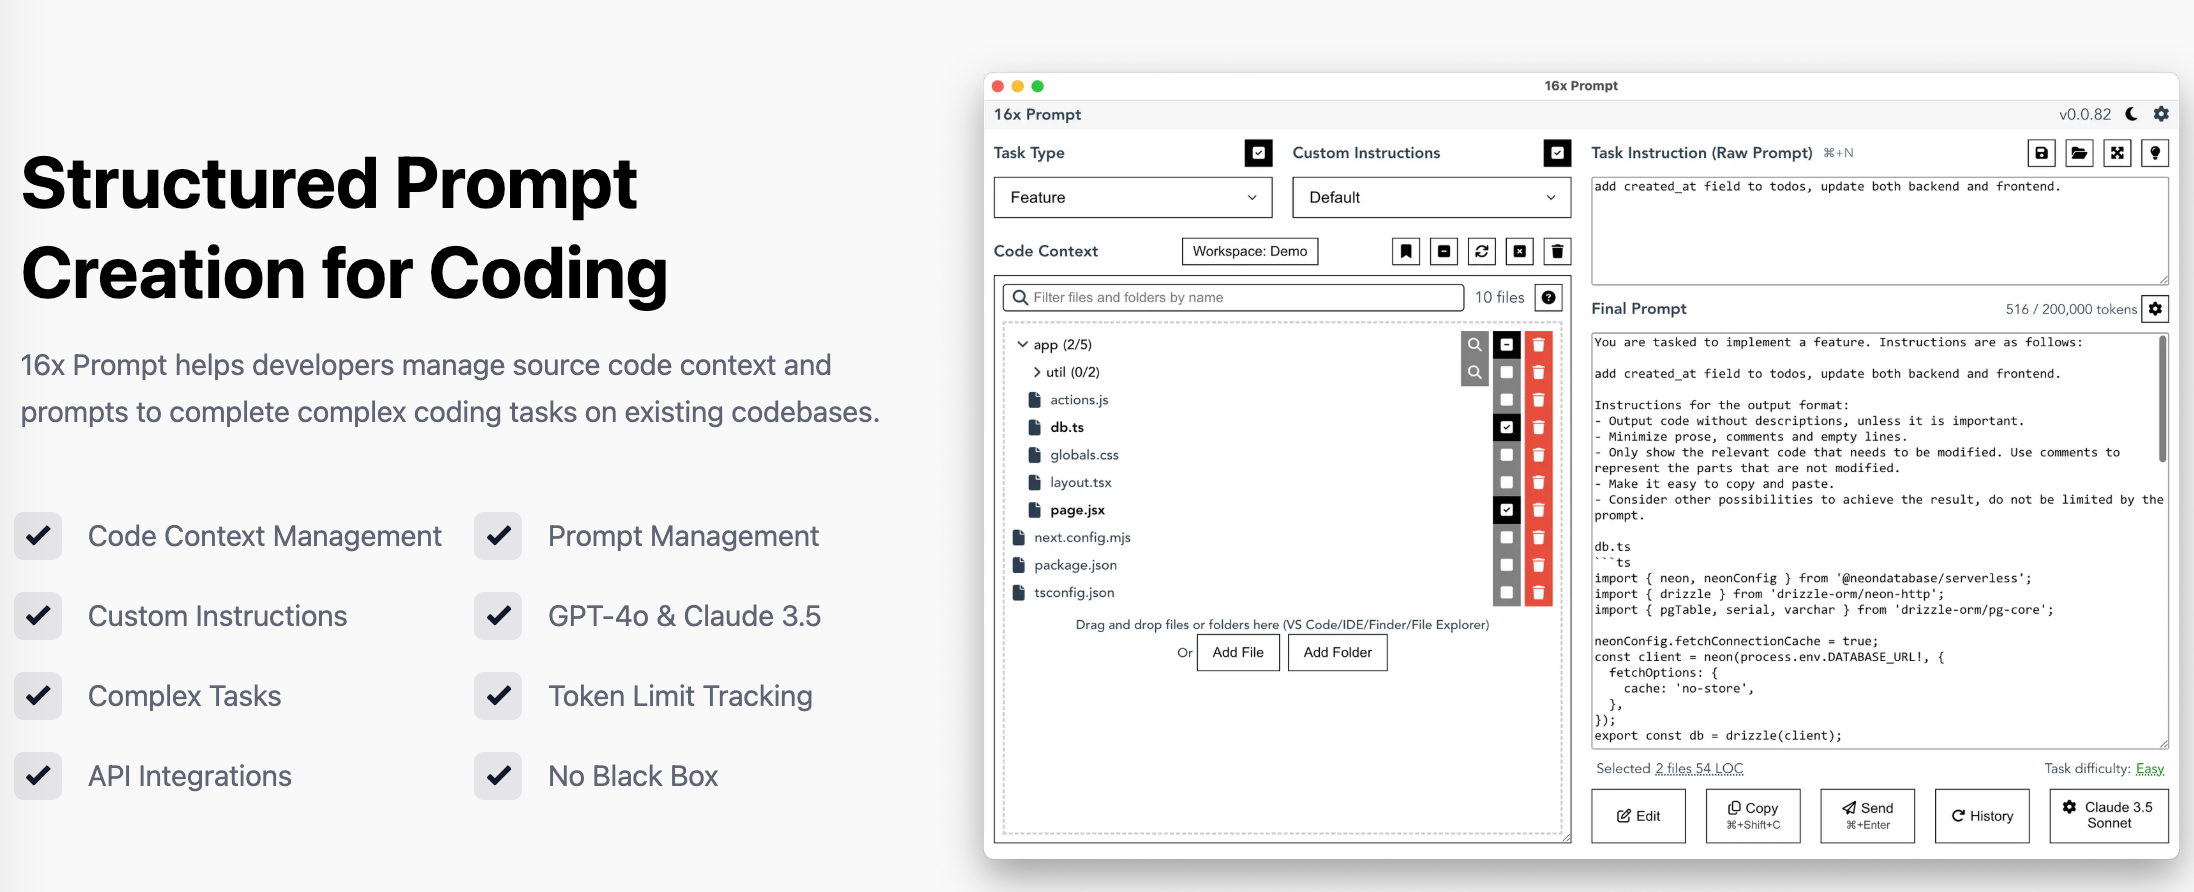 Structured Prompt
Creation for Coding
16x Prompt helps developers manage source code context and
prompts to complete complex coding tasks on existing codebases.
Code Context Management
Prompt Management
Custom Instructions
GPT-4o & Claude 3.5
Complex Tasks
Token Limit Tracking
API Integrations
No Black Box
16x Prompt
16x Prompt
v0.0.82
Task Type
Custom Instructions
Feature
Default
Code Context
Workspace: Demo
Filter files and folders by name
10 files
app (2/5)
util (0/2)
actions.js
db.ts
globals.css
layout.tsx
page.jsx
next.config.mjs
package.json
tsconfig.json
Drag and drop files or folders here (VS Code/IDE/Finder/File Explorer)
Or
Add File
Add Folder
Task Instruction (Raw Prompt) ⌘+N
add created_at field to todos, update both backend and frontend.
Final Prompt
516 / 200,000 tokens
You are tasked to implement a feature. Instructions are as follows:
add created_at field to todos, update both backend and frontend.
Instructions for the output format:
- Output code without descriptions, unless it is important.
- Minimize prose, comments and empty lines.
- Only show the relevant code that needs to be modified. Use comments to
represent the parts that are not modified.
- Make it easy to copy and paste.
- Consider other possibilities to achieve the result, do not be limited by the
prompt.
db.ts
```ts
import { neon, neonConfig } from '@neondatabase/serverless';
import { drizzle } from 'drizzle-orm/neon-http';
import { pgTable, serial, varchar } from 'drizzle-orm/pg-core';
neonConfig.fetchConnectionCache = true;
const client = neon(process.env.DATABASE_URL!, {
  fetchOptions: {
    cache: 'no-store',
  },
});
export const db = drizzle(client);
Selected 2 files 54 LOC
Task difficulty: Easy
Edit
Copy
⌘+Shift+C
Send
⌘+Enter
History
Claude 3.5
Sonnet